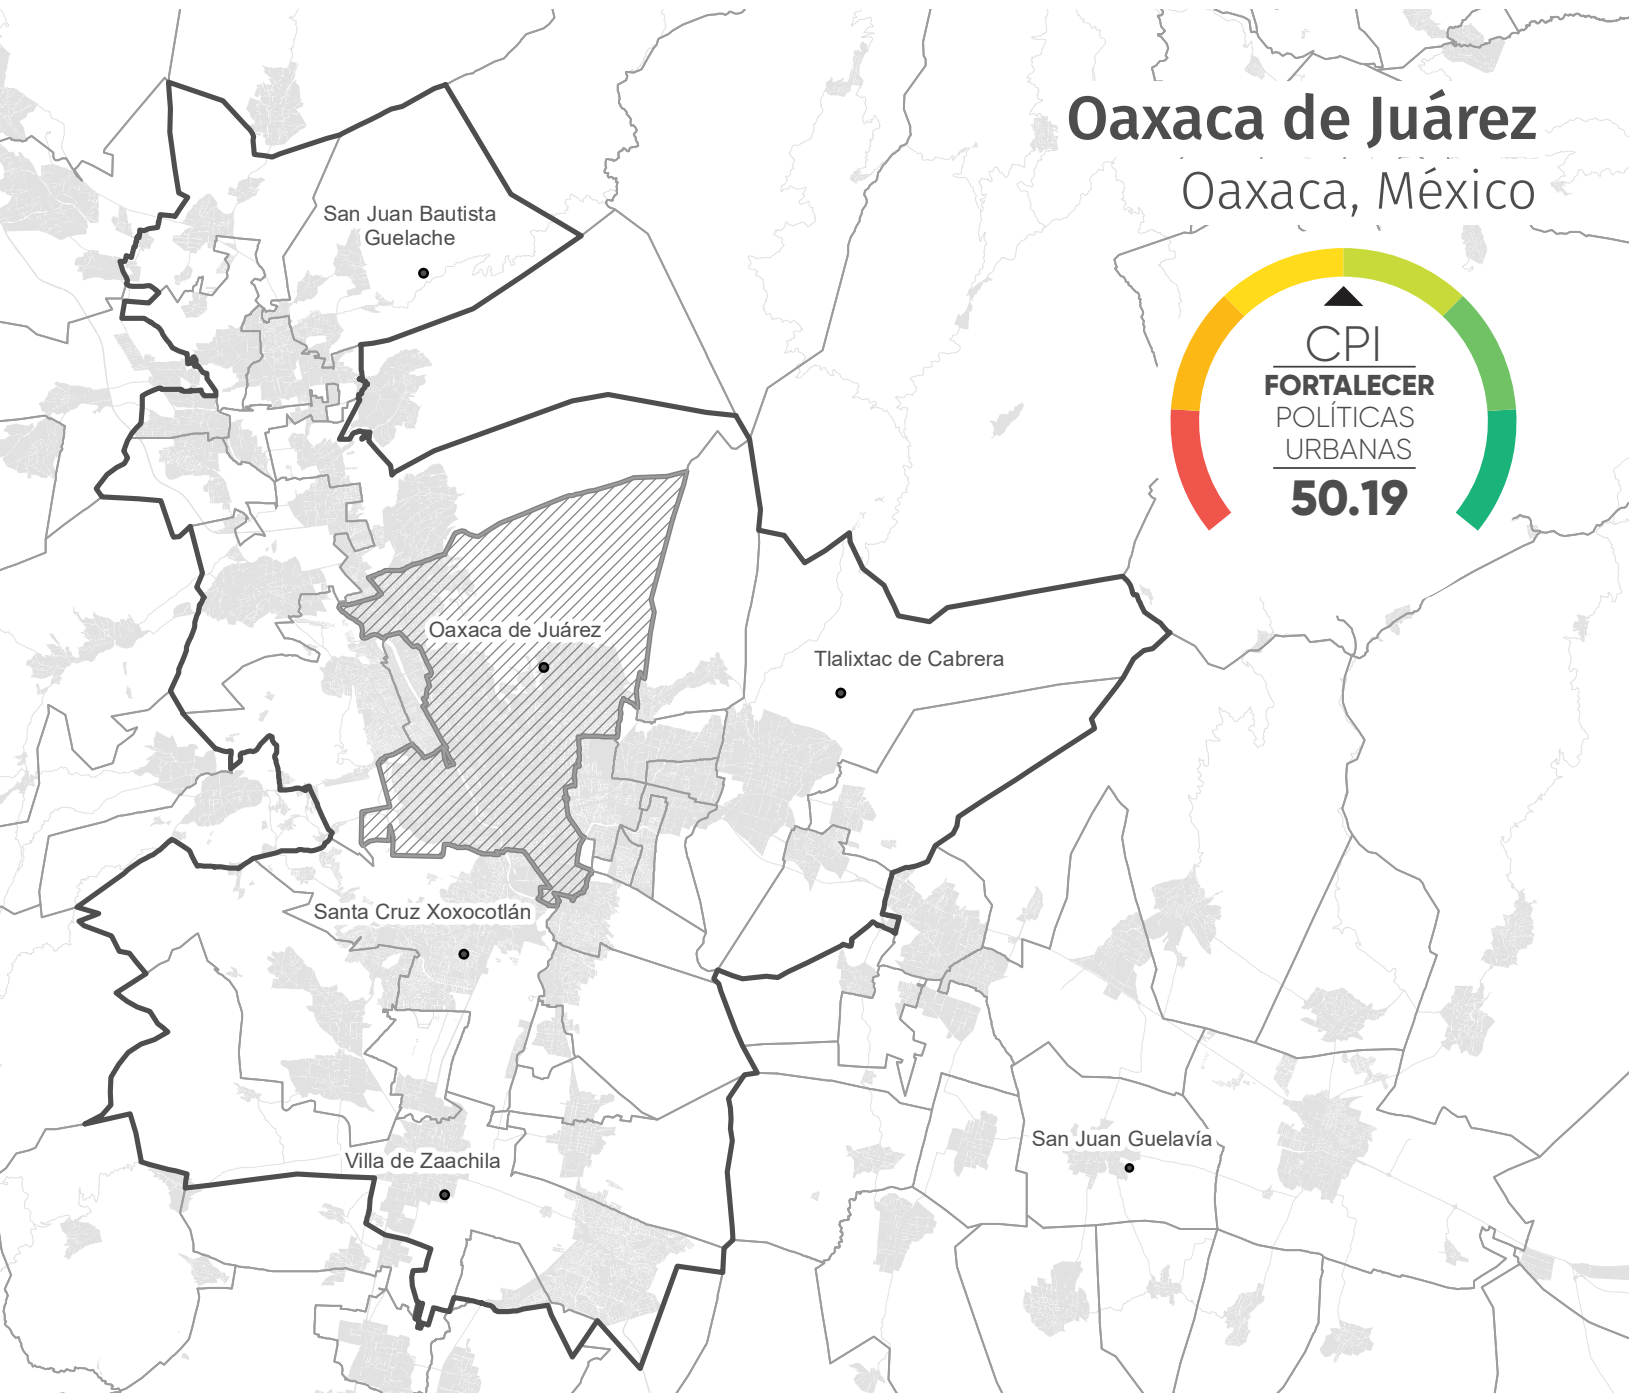 Oaxaca de Juárez
Oaxaca, México
San Juan Bautista
Guelache
CPI
FORTALECER
POLÍTICAS
URBANAS
50.19
Oaxaca de Juárez
Tlalixtac de Cabrera
Santa Cruz Xoxocotlán
San Juan Guelavía
Villa de Zaachila